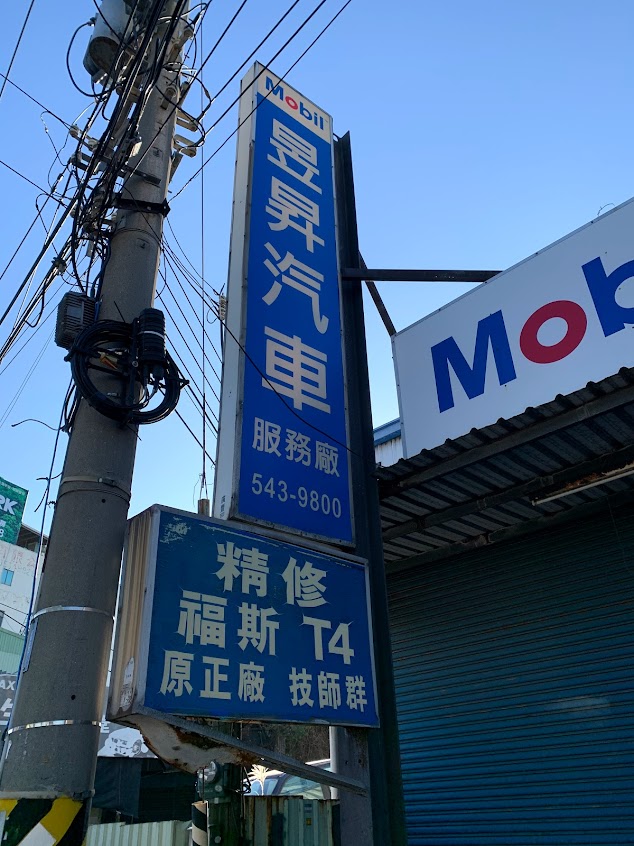 Mobil
昱昇汽車
服務廠
543-9800
Mob
精修
福斯 T4
原正廠 技師群
RK